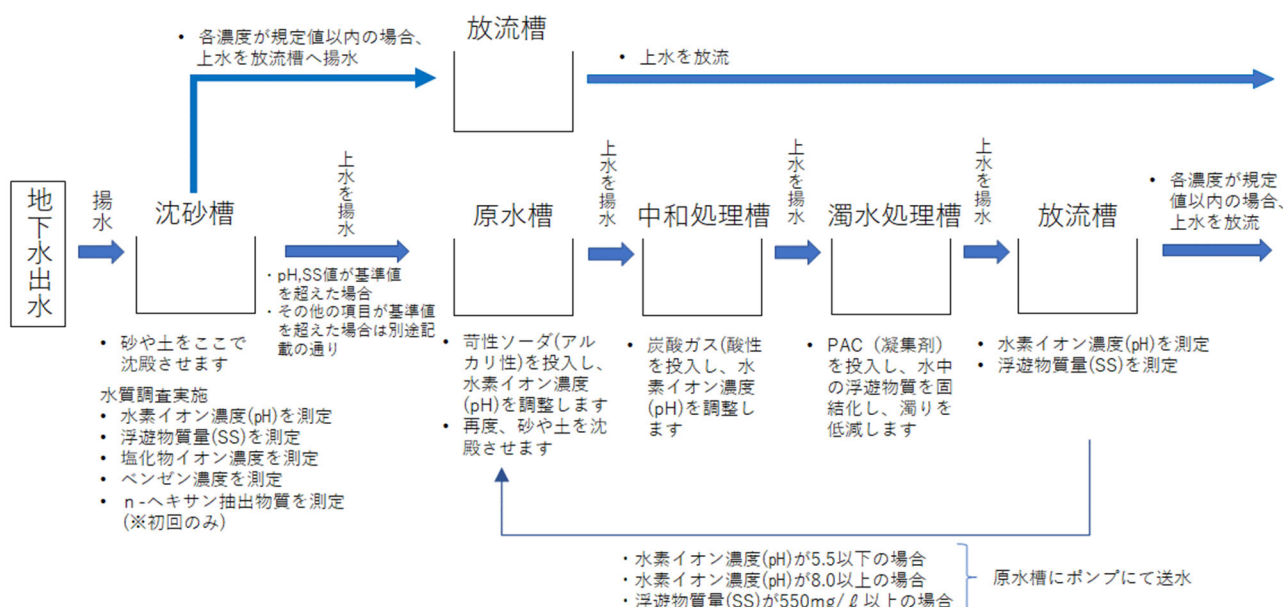 ・各濃度が規定値以内の場合、
上水を放流槽へ揚水
放流槽
・上水を放流
地下水出水
揚水
沈砂槽
上水を揚水
・pH,SS値が基準値
を超えた場合
・その他の項目が基準値
を超えた場合は別途記
載の通り
原水槽
上水を揚水
中和処理槽
上水を揚水
濁水処理槽
上水を揚水
放流槽
・各濃度が規定
値以内の場合、
上水を放流
・砂や土をここで
沈殿させます
水質調査実施
・水素イオン濃度(pH)を測定
・浮遊物質量(SS)を測定
・塩化物イオン濃度を測定
・ベンゼン濃度を測定
・n-ヘキサン抽出物質を測定
(※初回のみ)
・苛性ソーダ(アル
カリ性)を投入し、
水素イオン濃度
(pH)を調整します
・再度、砂や土を沈
殿させます
・炭酸ガス(酸性
を投入し、水
素イオン濃度
(pH)を調整し
ます
・PAC（凝集剤）
を投入し、水中
の浮遊物質を固
結化し、濁りを
低減します
・水素イオン濃度(pH)を測定
・浮遊物質量(SS)を測定
・水素イオン濃度(pH)が5.5以下の場合
・水素イオン濃度(pH)が8.0以上の場合
・浮遊物質量(SS)が550mg/ℓ以上の場合
原水槽にポンプにて送水